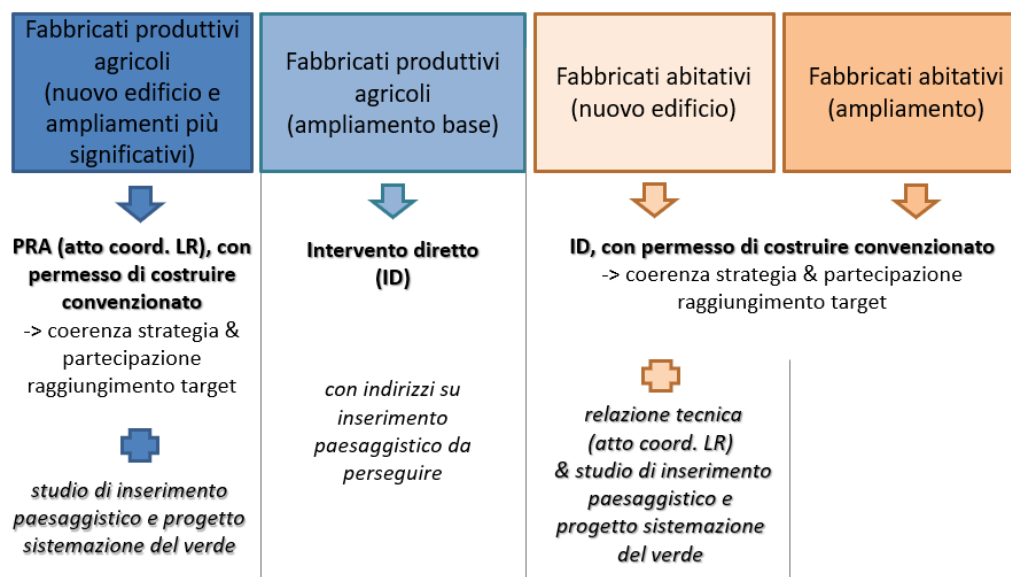 Fabbricati produttivi
agricoli
(nuovo edificio e
ampliamenti più
significativi)
PRA (atto coord. LR), con
permesso di costruire
convenzionato
-> coerenza strategia &
partecipazione
raggiungimento target
studio di inserimento
paesaggistico e progetto
sistemazione del verde
Fabbricati produttivi
agricoli
(ampliamento base)
Intervento diretto
(ID)
con indirizzi su
inserimento
paesaggistico da
perseguire
Fabbricati abitativi
(nuovo edificio)
Fabbricati abitativi
(ampliamento)
ID, con permesso di costruire convenzionato
-> coerenza strategia & partecipazione
raggiungimento target
relazione tecnica
(atto coord. LR)
& studio di inserimento
paesaggistico e
progetto sistemazione
del verde